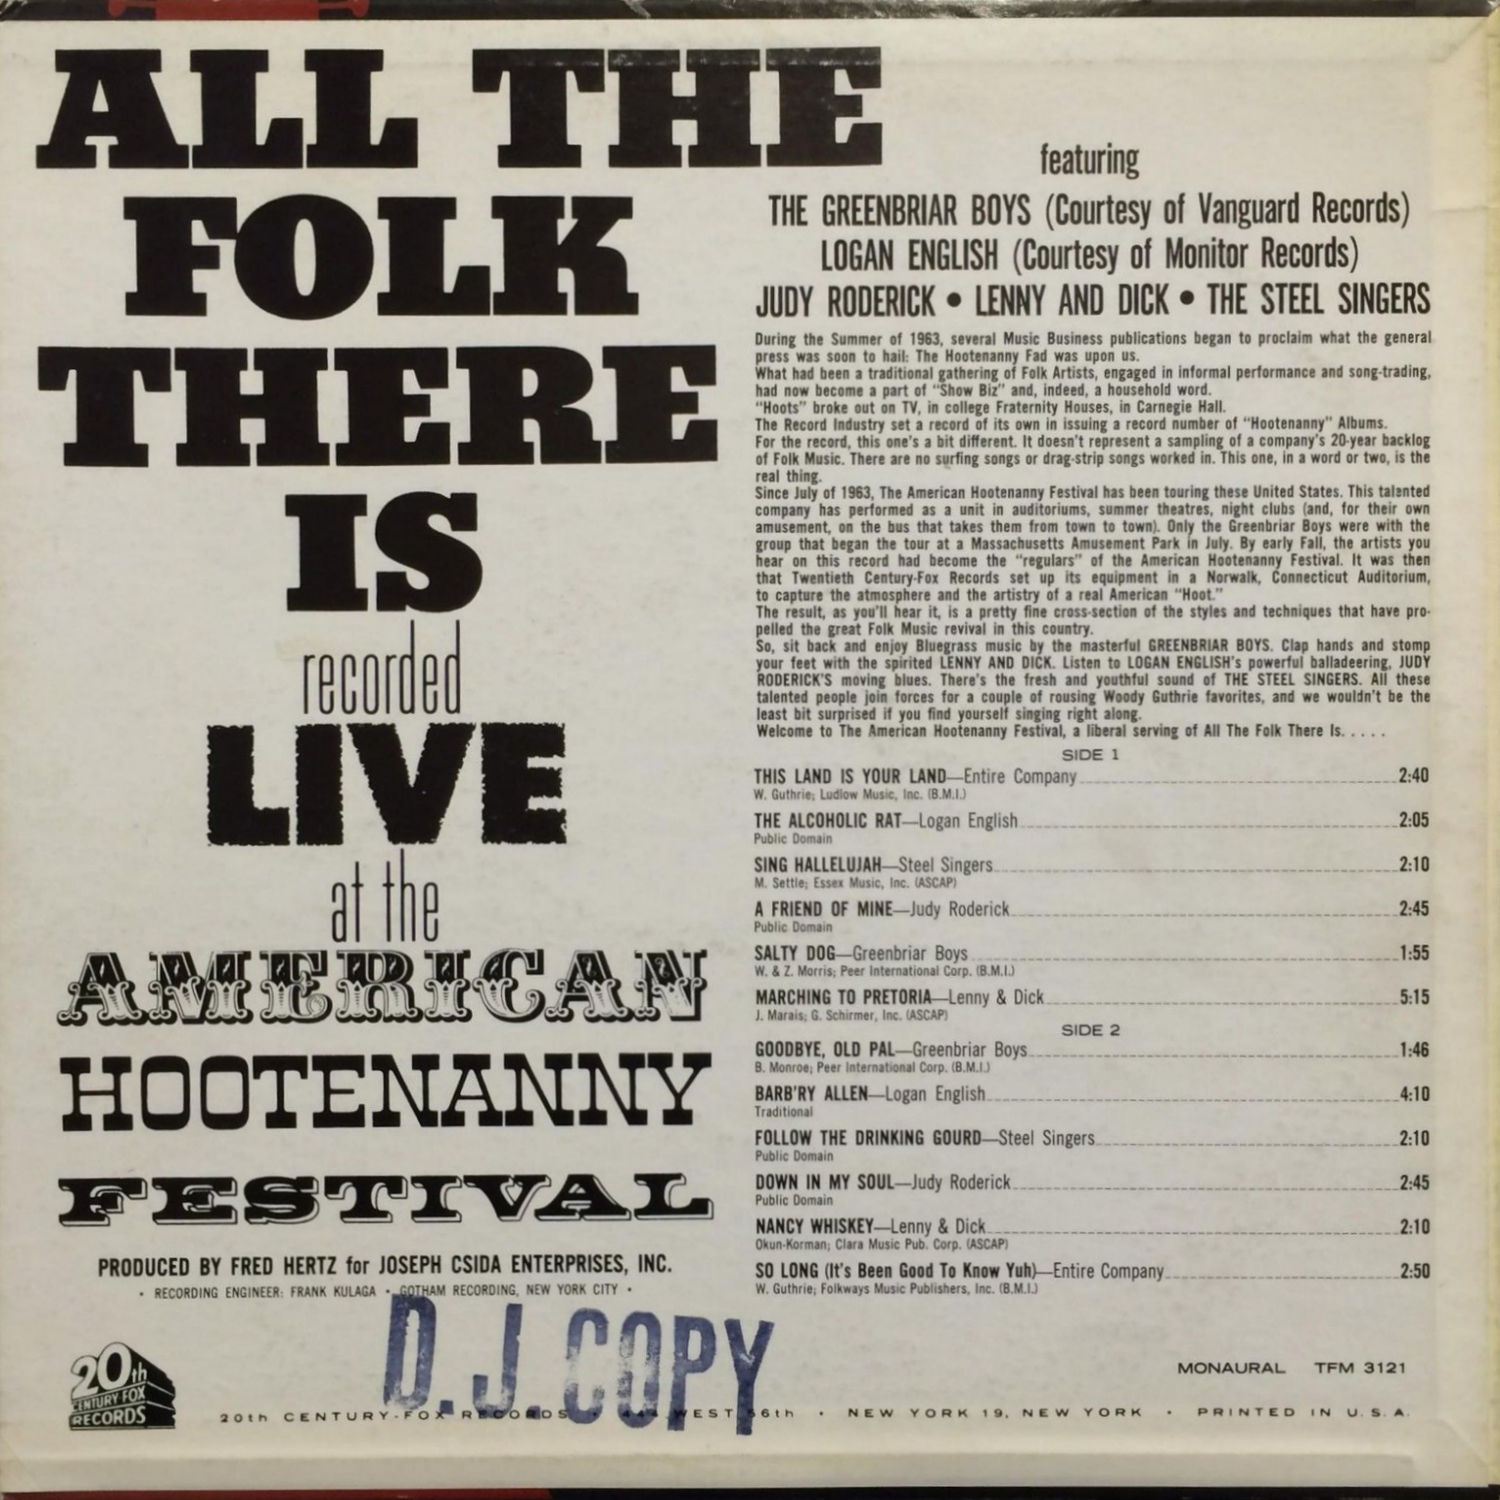 ALL THE
FOLK
THERE
IS
recorded
LIVE
at the
AMERICAN
HOOTENANNY
FESTIVAL
PRODUCED BY FRED HERTZ for JOSEPH CSIDA ENTERPRISES, INC.
• RECORDING ENGINEER: FRANK KULAGA • GOTHAM RECORDING, NEW YORK CITY •
featuring
THE GREENBRIAR BOYS (Courtesy of Vanguard Records)
LOGAN ENGLISH (Courtesy of Monitor Records)
JUDY RODERICK • LENNY AND DICK • THE STEEL SINGERS
During the Summer of 1963, several Music Business publications began to proclaim what the general
press was soon to hail: The Hootenanny Fad was upon us.
What had been a traditional gathering of Folk Artists, engaged in informal performance and song-trading,
had now become a part of "Show Biz" and, indeed, a household word.
"Hoots" broke out on TV, in college Fraternity Houses, in Carnegie Hall.
The Record Industry set a record of its own in issuing a record number of "Hootenanny" Albums.
For the record, this one's a bit different. It doesn't represent a sampling of a company's 20-year backlog
of Folk Music. There are no surfing songs or drag-strip songs worked in. This one, in a word or two, is the
real thing.
Since July of 1963, The American Hootenanny Festival has been touring these United States. This talented
company has performed as a unit in auditoriums, summer theatres, night clubs (and, for their own
amusement, on the bus that takes them from town to town). Only the Greenbriar Boys were with the
group that began the tour at a Massachusetts Amusement Park in July. By early Fall, the artists you
hear on this record had become the "regulars" of the American Hootenanny Festival. It was then
that Twentieth Century-Fox Records set up its equipment in a Norwalk, Connecticut Auditorium,
to capture the atmosphere and the artistry of a real American "Hoot."
The result, as you'll hear it, is a pretty fine cross-section of the styles and techniques that have pro-
pelled the great Folk Music revival in this country.
So, sit back and enjoy Bluegrass music by the masterful GREENBRIAR BOYS. Clap hands and stomp
your feet with the spirited LENNY AND DICK. Listen to LOGAN ENGLISH's powerful balladeering, JUDY
RODERICK'S moving blues. There's the fresh and youthful sound of THE STEEL SINGERS. All these
talented people join forces for a couple of rousing Woody Guthrie favorites, and we wouldn't be the
least bit surprised if you find yourself singing right along.
Welcome to The American Hootenanny Festival, a liberal serving of All The Folk There Is. . . . .
SIDE 1
THIS LAND IS YOUR LAND—Entire Company 2:40
W. Guthrie; Ludlow Music, Inc. (B.M.I.)
THE ALCOHOLIC RAT—Logan English 2:05
Public Domain
SING HALLELUJAH—Steel Singers 2:10
M. Settle; Essex Music, Inc. (ASCAP)
A FRIEND OF MINE—Judy Roderick 2:45
Public Domain
SALTY DOG—Greenbriar Boys 1:55
W. & Z. Morris; Peer International Corp. (B.M.I.)
MARCHING TO PRETORIA—Lenny & Dick 5:15
J. Marais; G. Schirmer, Inc. (ASCAP)
SIDE 2
GOODBYE, OLD PAL—Greenbriar Boys 1:46
B. Monroe; Peer International Corp. (B.M.I.)
BARB'RY ALLEN—Logan English 4:10
Traditional
FOLLOW THE DRINKING GOURD—Steel Singers 2:10
Public Domain
DOWN IN MY SOUL—Judy Roderick 2:45
Public Domain
NANCY WHISKEY—Lenny & Dick 2:10
Okun-Korman; Clara Music Pub. Corp. (ASCAP)
SO LONG (It's Been Good To Know Yuh)—Entire Company 2:50
W. Guthrie; Folkways Music Publishers, Inc. (B.M.I.)
D.J. COPY
MONAURAL TFM 3121
20th
CENTURY FOX
RECORDS
20th CENTURY-FOX RECORDS • 444 WEST 56th • NEW YORK 19, NEW YORK • PRINTED IN U.S.A.